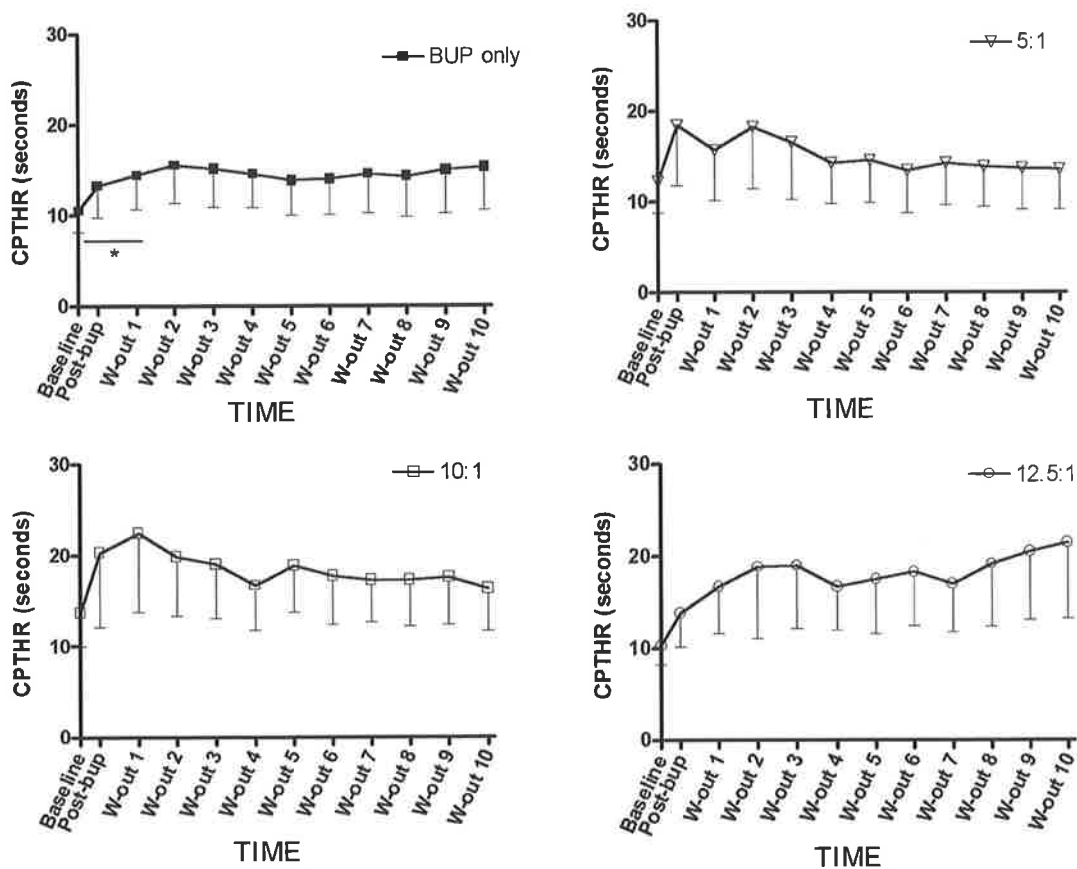 BUP only
30
20
10
0
CPTHR (seconds)
*
Baseline
Post-bup
W-out 1
W-out 2
W-out 3
W-out 4
W-out 5
W-out 6
W-out 7
W-out 8
W-out 9
W-out 10
TIME
5:1
30
20
10
0
CPTHR (seconds)
Baseline
Post-bup
W-out 1
W-out 2
W-out 3
W-out 4
W-out 5
W-out 6
W-out 7
W-out 8
W-out 9
W-out 10
TIME
10:1
30
20
10
0
CPTHR (seconds)
Baseline
Post-bup
W-out 1
W-out 2
W-out 3
W-out 4
W-out 5
W-out 6
W-out 7
W-out 8
W-out 9
W-out 10
TIME
12.5:1
30
20
10
0
CPTHR (seconds)
Baseline
Post-bup
W-out 1
W-out 2
W-out 3
W-out 4
W-out 5
W-out 6
W-out 7
W-out 8
W-out 9
W-out 10
TIME